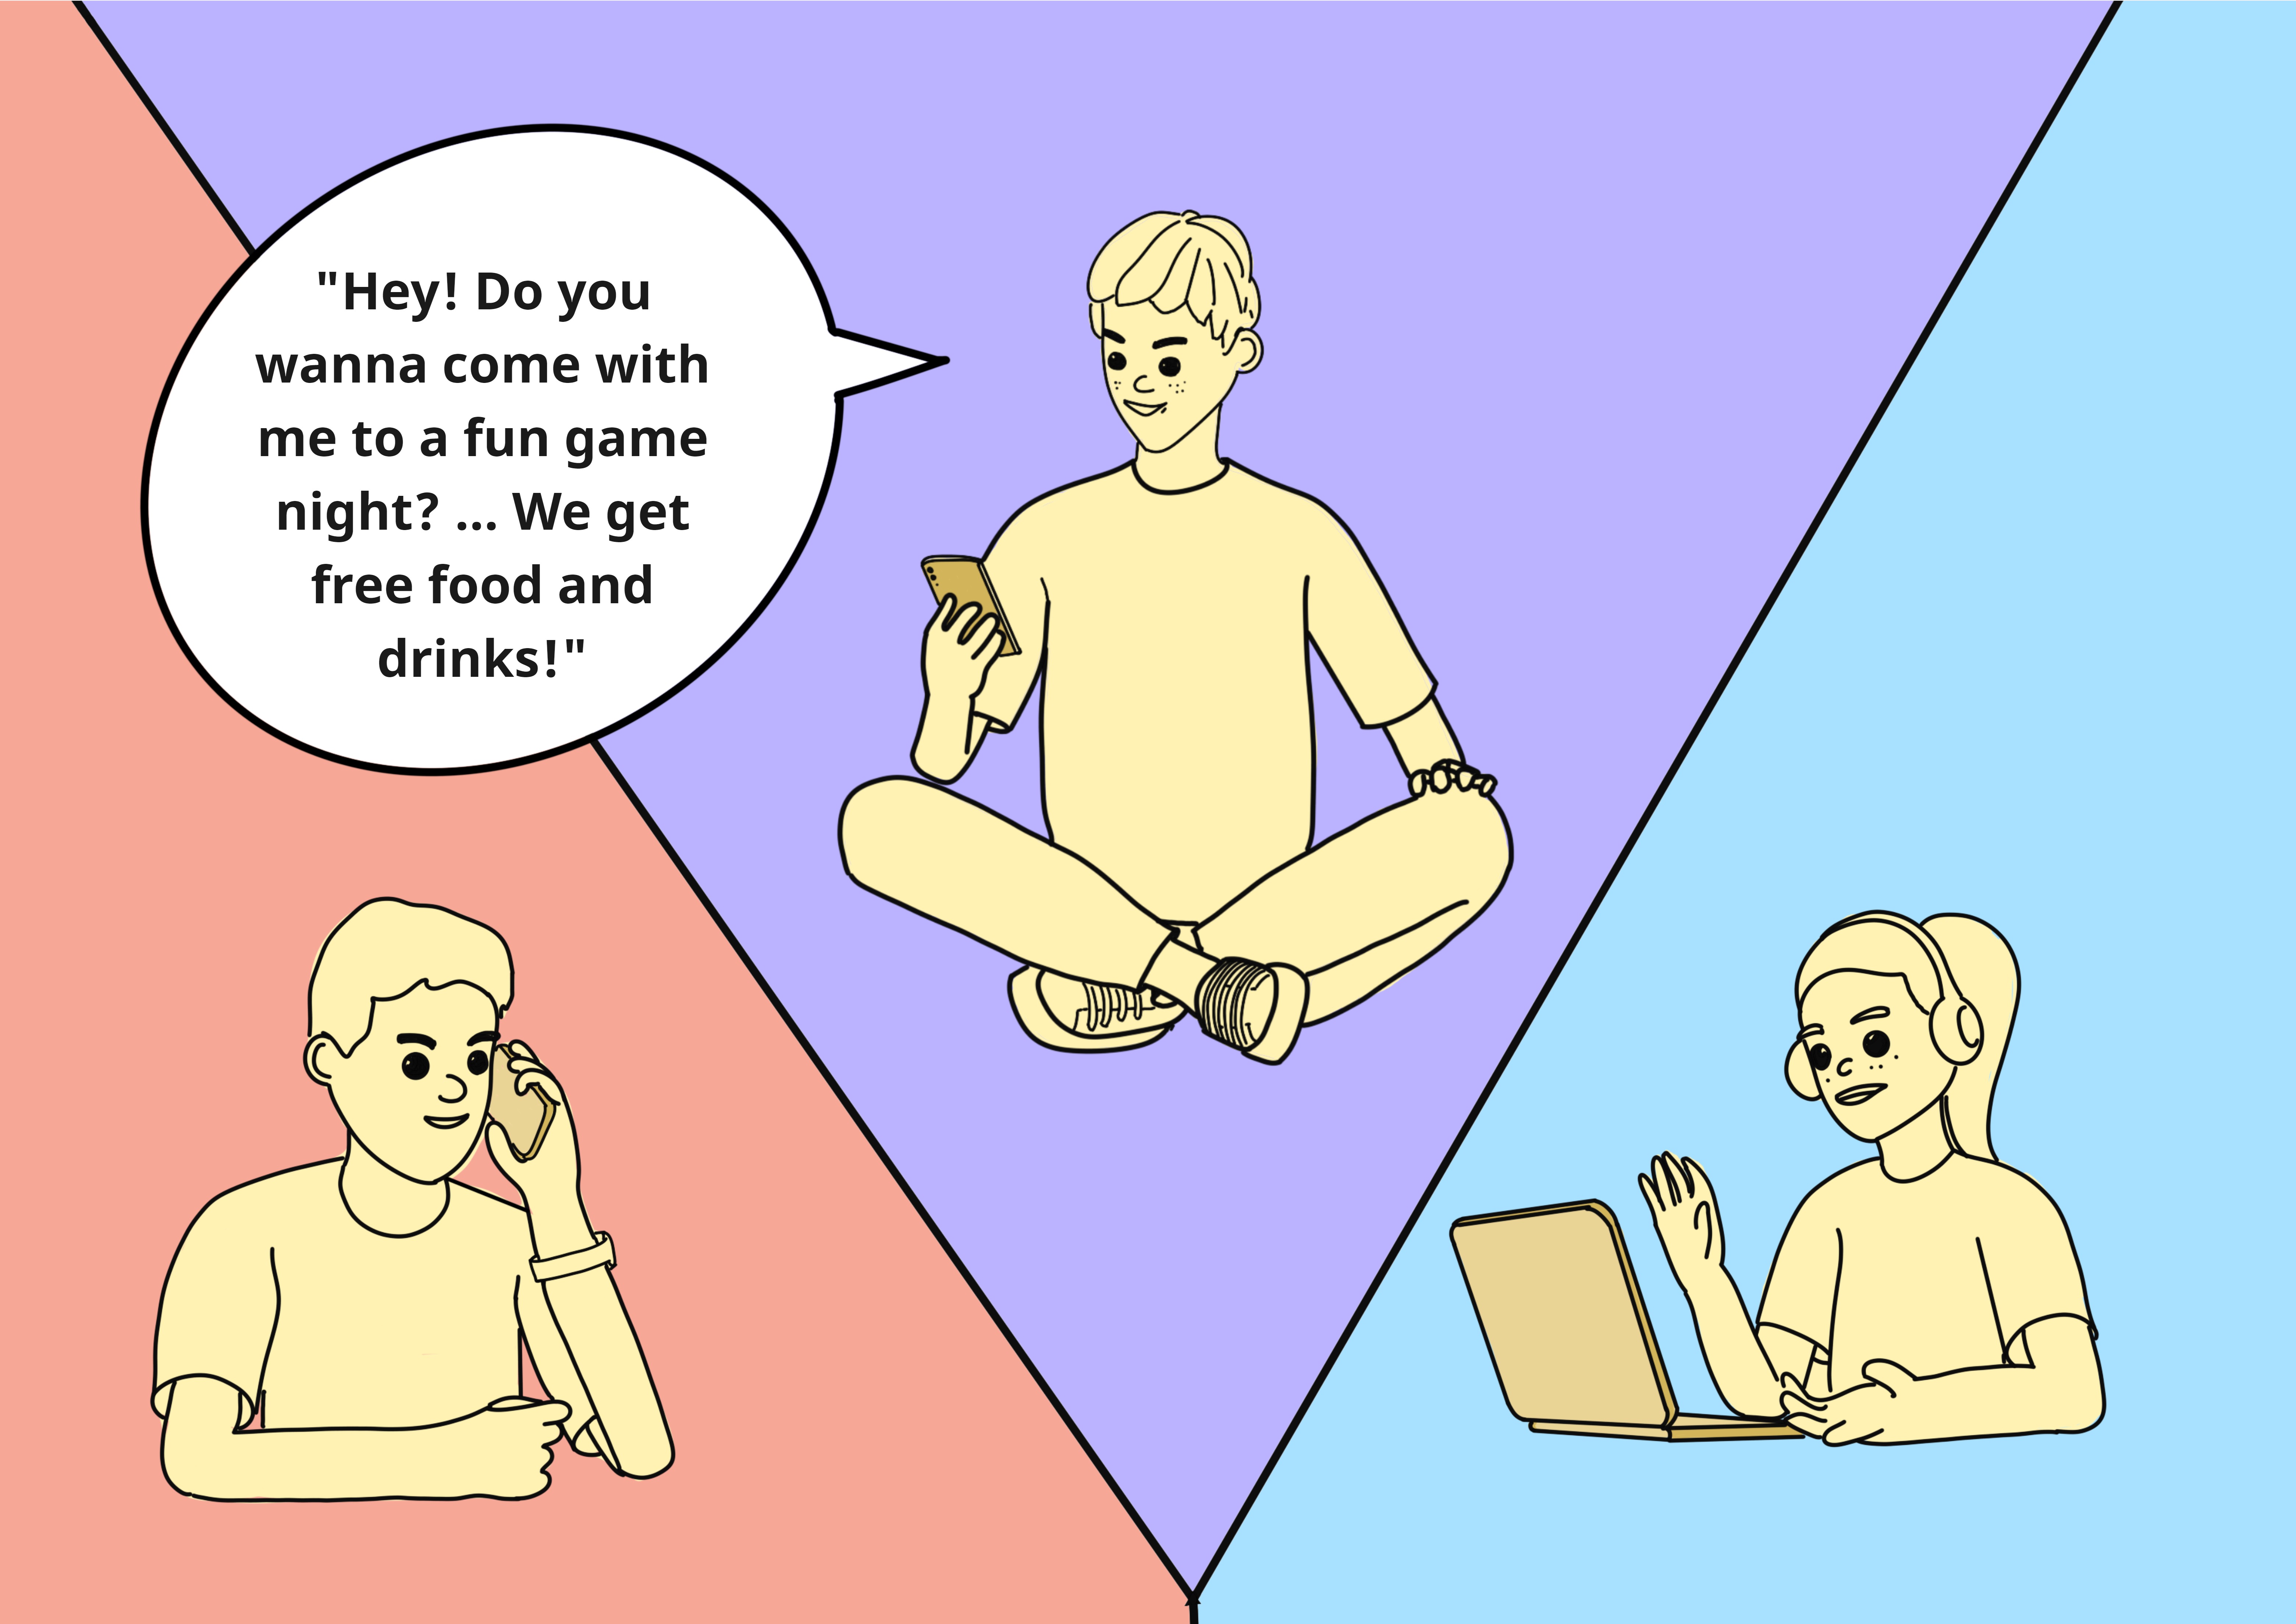 "Hey! Do you
wanna come with
me to a fun game
night? ... We get
free food and
drinks!"